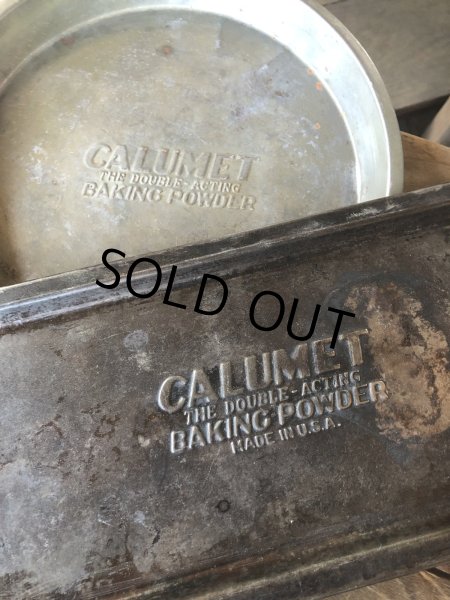 CALUMET
THE DOUBLE-ACTING
BAKING POWDER
SOLD OUT
CALUMET
THE DOUBLE-ACTING
BAKING POWDER
MADE IN U.S.A.